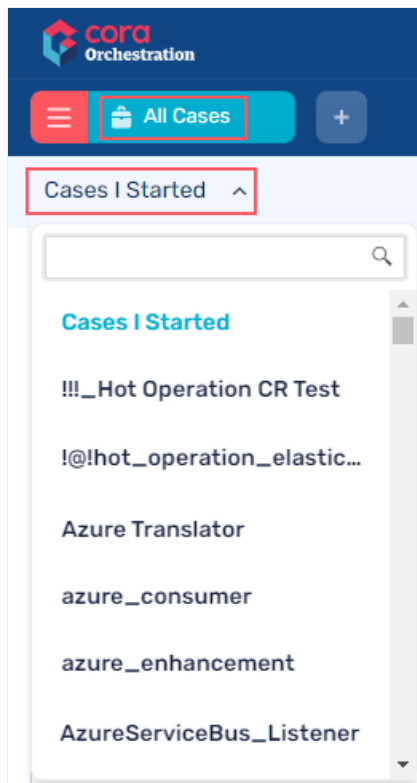 cora
Orchestration
All Cases
+
Cases I Started
Cases I Started
!!!_Hot Operation CR Test
!@!hot_operation_elastic...
Azure Translator
azure_consumer
azure_enhancement
AzureServiceBus_Listener